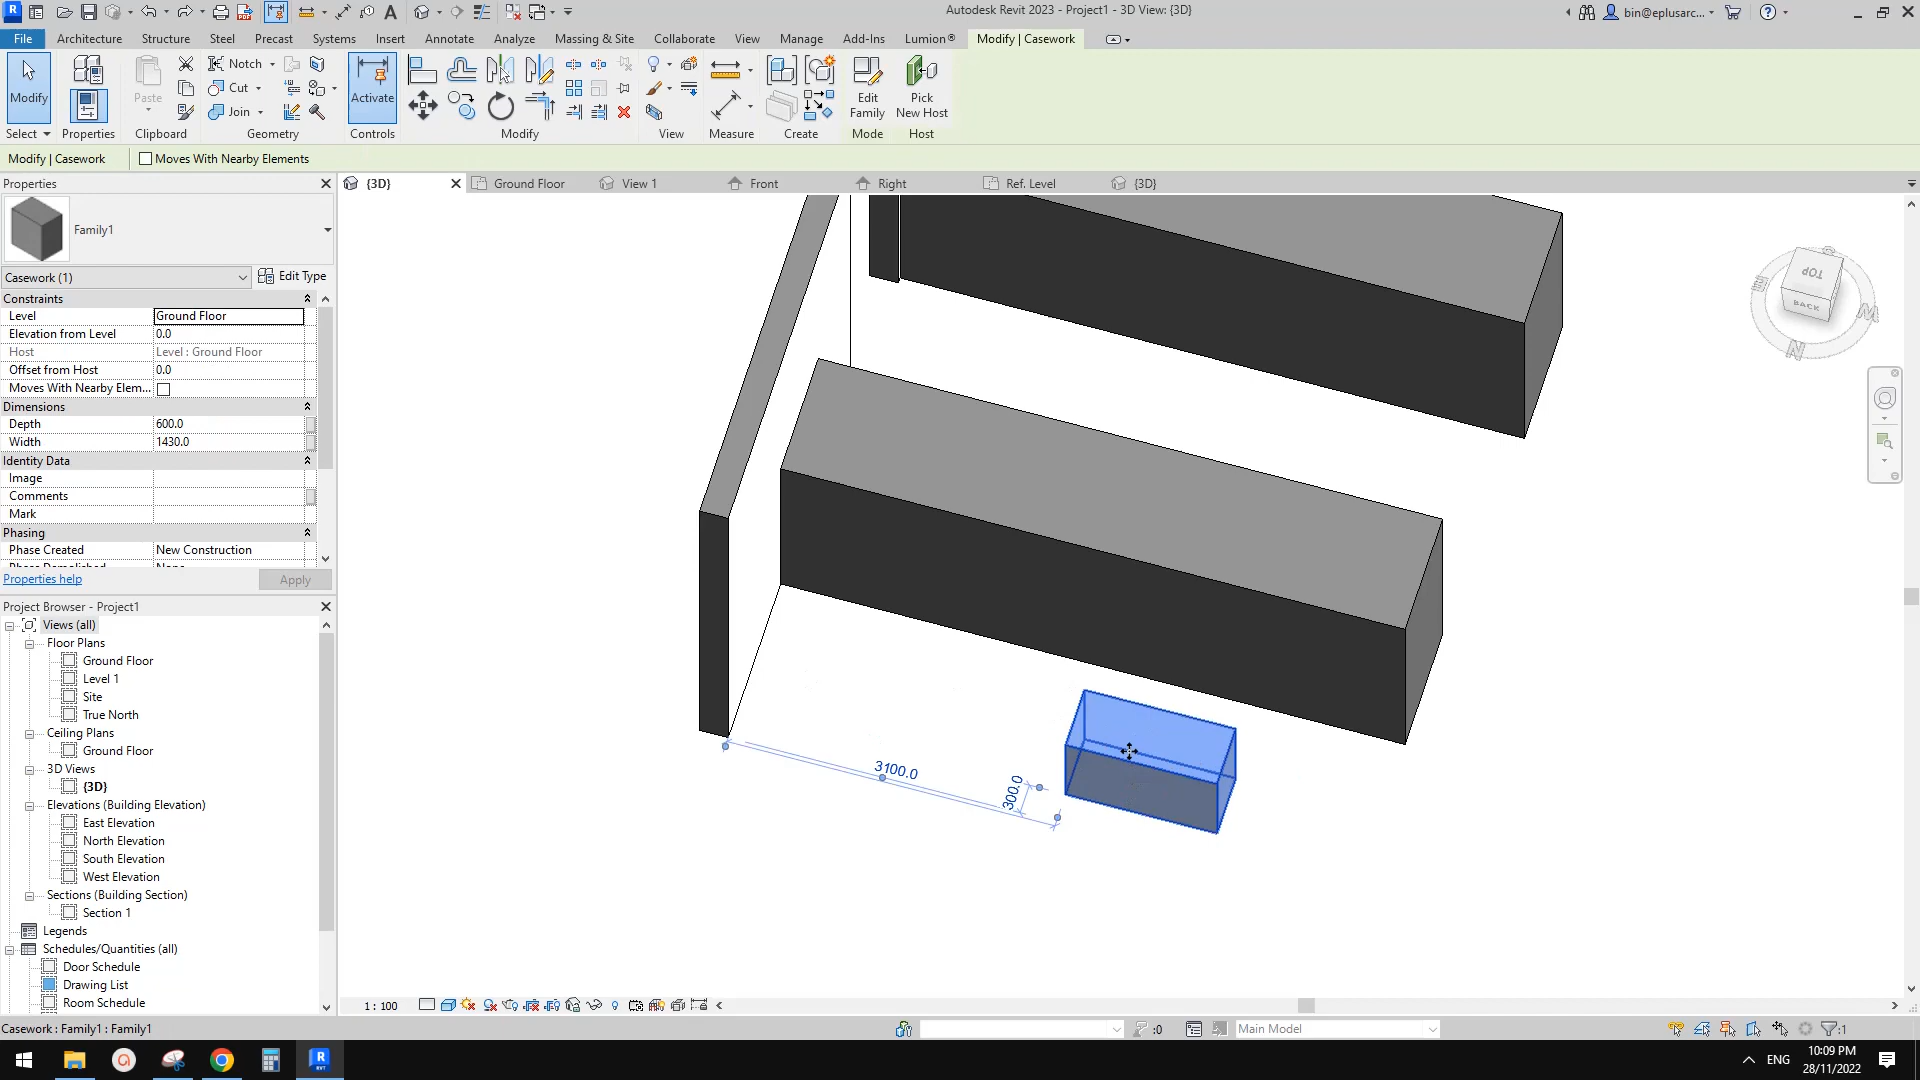 Autodesk Revit 2023 - Project1 - 3D View: {3D}
bin@eplusarc...
File Architecture Structure Steel Precast Systems Insert Annotate Analyze Massing & Site Collaborate View Manage Add-Ins Lumion® Modify | Casework
Modify
Paste
Notch
Cut
Join
Activate
Edit
Family
Pick
New Host
Select Properties Clipboard Geometry Controls Modify View Measure Create Mode Host
Modify | Casework Moves With Nearby Elements
Properties
{3D} Ground Floor View 1 Front Right Ref. Level {3D}
Family1
Casework (1) Edit Type
Constraints
Level Ground Floor
Elevation from Level 0.0
Host Level : Ground Floor
Offset from Host 0.0
Moves With Nearby Elem...
Dimensions
Depth 600.0
Width 1430.0
Identity Data
Image
Comments
Mark
Phasing
Phase Created New Construction
Properties help Apply
Project Browser - Project1
Views (all)
Floor Plans
Ground Floor
Level 1
Site
True North
Ceiling Plans
Ground Floor
3D Views
{3D}
Elevations (Building Elevation)
East Elevation
North Elevation
South Elevation
West Elevation
Sections (Building Section)
Section 1
Legends
Schedules/Quantities (all)
Door Schedule
Drawing List
Room Schedule
3100.0
300.0
TOP
BACK
E
N
1 : 100
Casework : Family1 : Family1
:0
Main Model
:1
ENG
10:09 PM
28/11/2022